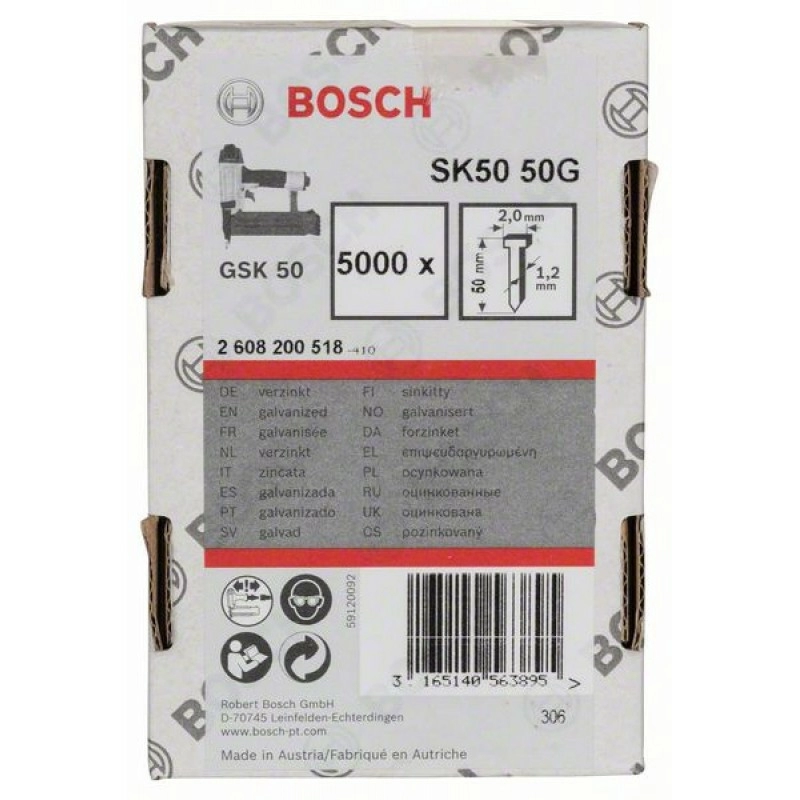 BOSCH
SK50 50G
GSK 50
5000 x
2,0 mm
50 mm
1,2 mm
2 608 200 518 -410
DE verzinkt FI sinkitty
EN galvanized NO galvanisert
FR galvanisée DA forzinket
NL verzinkt EL επιψευδαργυρωμένη
IT zincata PL ocynkowana
ES galvanizada RU оцинкованные
PT galvanizado UK оцинкована
SV galvad CS pozinkovaný
59120092
3 165140 563895 >
Robert Bosch GmbH
D-70745 Leinfelden-Echterdingen
www.bosch-pt.com
306
Made in Austria/Fabriqué en Autriche